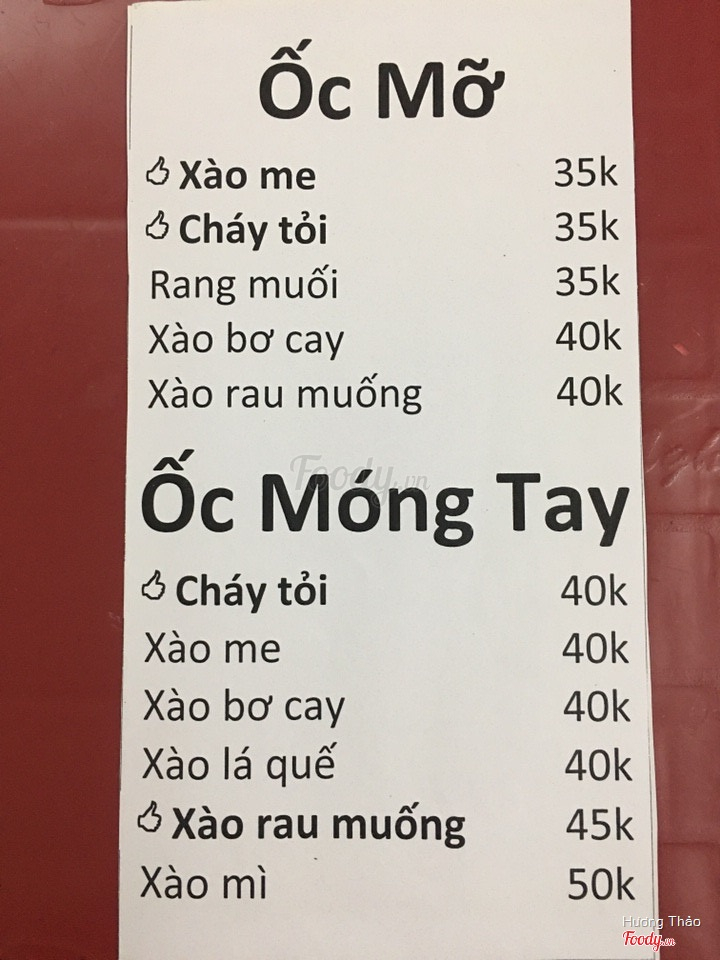 Ốc Mỡ
Xào me 35k
Cháy tỏi 35k
Rang muối 35k
Xào bơ cay 40k
Xào rau muống 40k
Foody.vn
Ốc Móng Tay
Cháy tỏi 40k
Xào me 40k
Xào bơ cay 40k
Xào lá quế 40k
Xào rau muống 45k
Xào mì 50k
Hương Thảo
Foody.vn